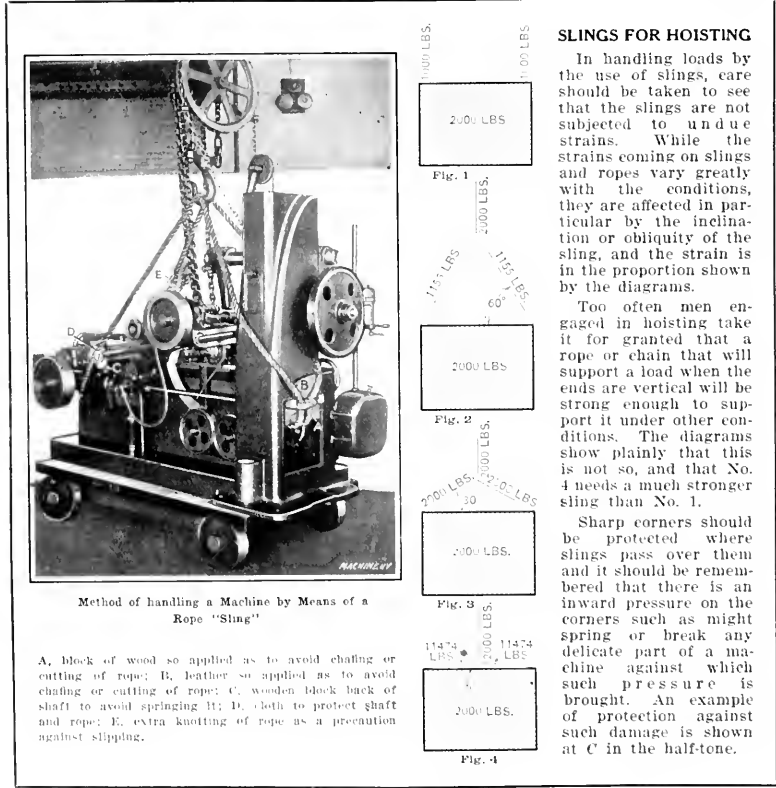 SLINGS FOR HOISTING
In handling loads by
the use of slings, care
should be taken to see
that the slings are not
subjected to undue
strains. While the
strains coming on slings
and ropes vary greatly
with the conditions,
they are affected in par-
ticular by the inclina-
tion or obliquity of the
sling, and the strain is
in the proportion shown
by the diagrams.
Too often men en-
gaged in hoisting take
it for granted that a
rope or chain that will
support a load when the
ends are vertical will be
strong enough to sup-
port it under other con-
ditions. The diagrams
show plainly that this
is not so, and that No.
4 needs a much stronger
sling than No. 1.
Sharp corners should
be protected where
slings pass over them
and it should be remem-
bered that there is an
inward pressure on the
corners such as might
spring or break any
delicate part of a ma-
chine against which
such pressure is
brought. An example
of protection against
such damage is shown
at C in the half-tone.
1000 LBS.
1000 LBS.
2000 LBS
Fig. 1
2000 LBS.
1155 LBS
1155 LBS
60°
2000 LBS
Fig. 2
2000 LBS.
2000 LBS.
2000 LBS
30
2000 LBS.
Fig. 3
2000 LBS.
11474
LBS
11474
LBS
2000 LBS.
Fig. 4
E
D
B
MACHINERY
Method of handling a Machine by Means of a
Rope "Sling"
A, block of wood so applied as to avoid chafing or
cutting of rope; B, leather so applied as to avoid
chafing or cutting of rope; C, wooden block back of
shaft to avoid springing it; D, cloth to protect shaft
and rope; E, extra knotting of rope as a precaution
against slipping.